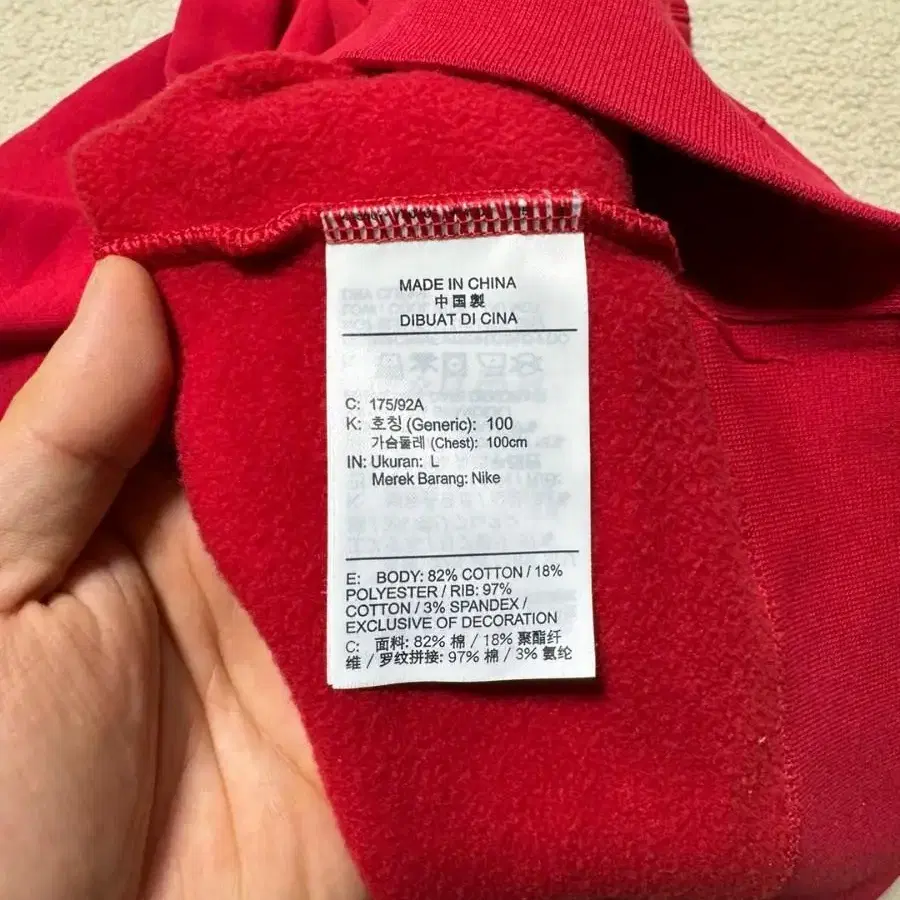 MADE IN CHINA
中国製
DIBUAT DI CINA
C: 175/92A
K: 호칭 (Generic): 100
가슴둘레 (Chest): 100cm
IN: Ukuran: L
Merek Barang: Nike
E: BODY: 82% COTTON / 18%
POLYESTER / RIB: 97%
COTTON / 3% SPANDEX /
EXCLUSIVE OF DECORATION
C: 面料: 82% 棉 / 18% 聚酯纤
维 / 罗纹拼接: 97% 棉 / 3% 氨纶